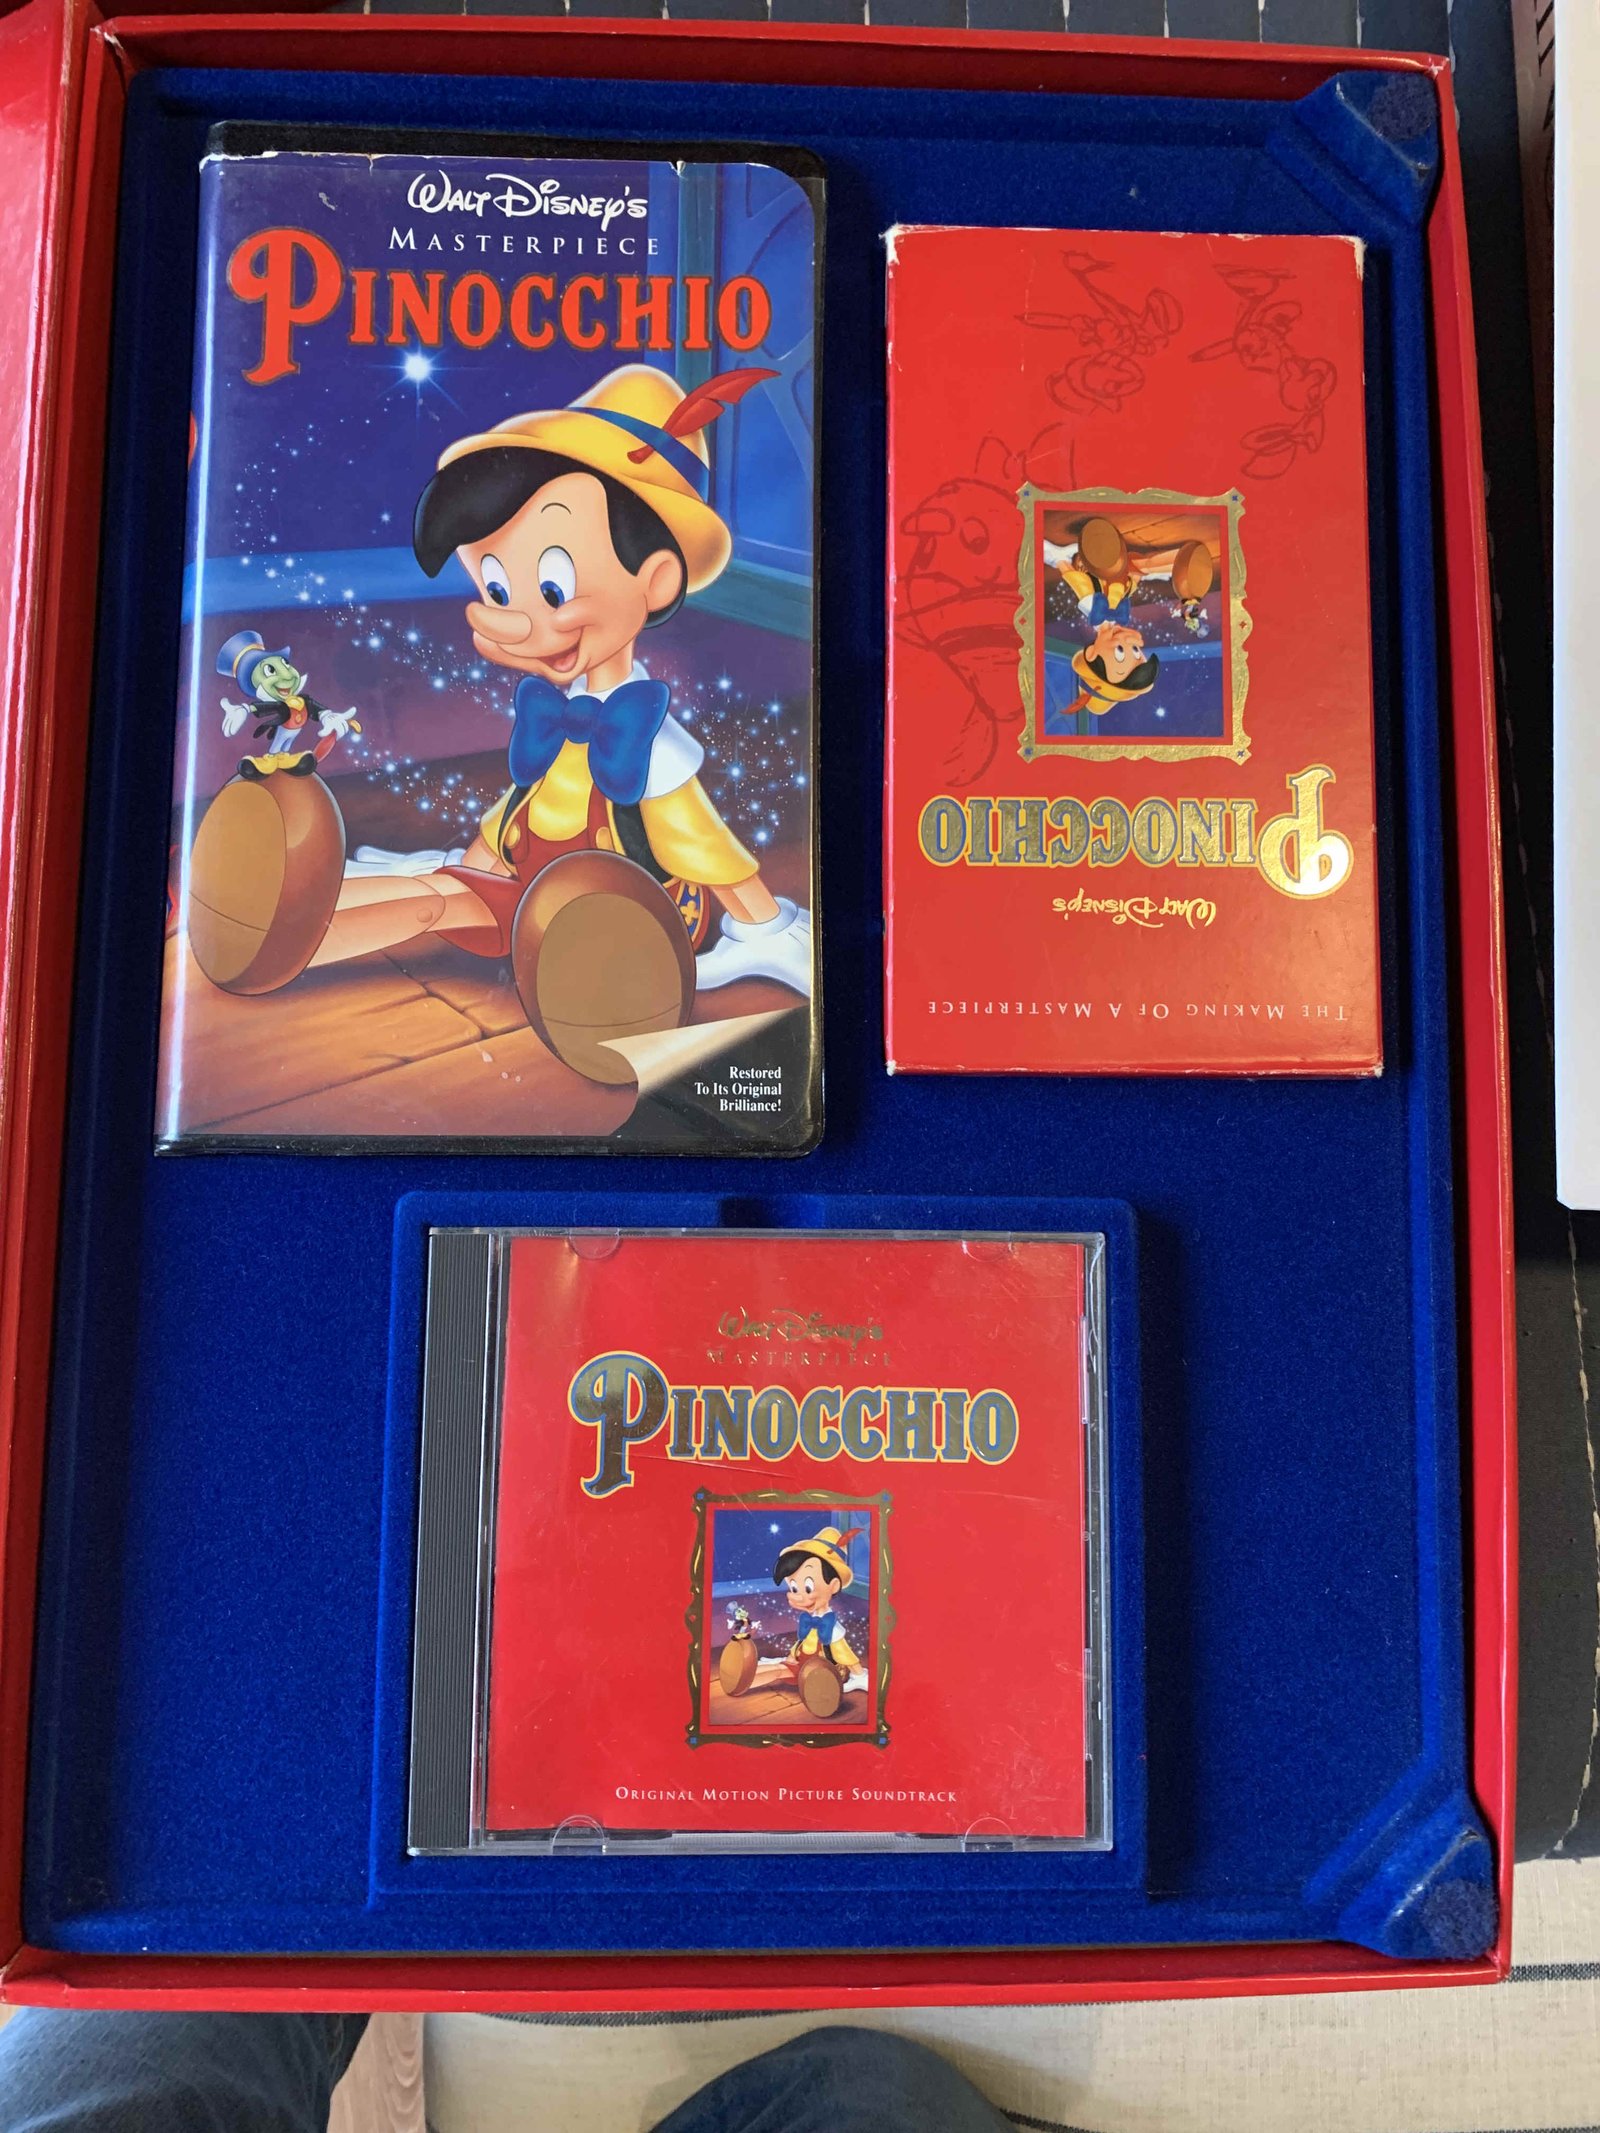 Walt Disney's
Masterpiece
Pinocchio
Restored
To Its Original
Brilliance!
The Making Of A Masterpiece
Walt Disney's
Pinocchio
Walt Disney's
Masterpiece
Pinocchio
Original Motion Picture Soundtrack